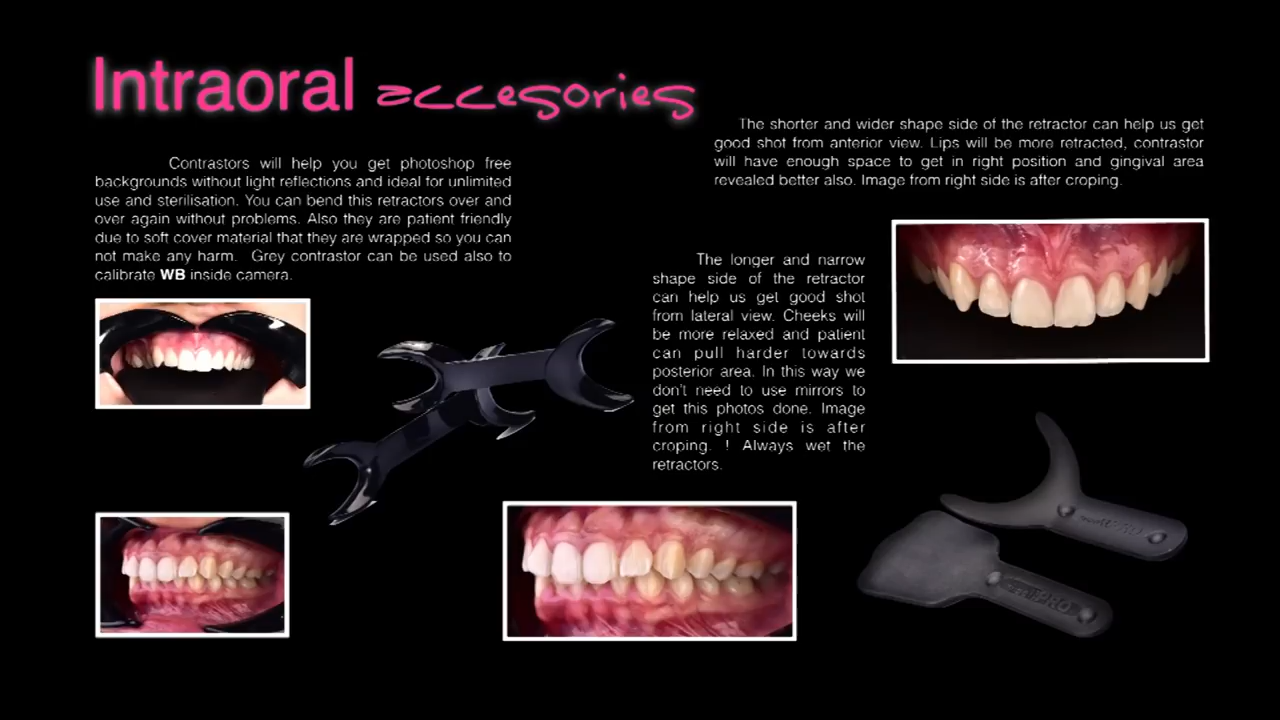 Intraoral accesories
Contrastors will help you get photoshop free
backgrounds without light reflections and ideal for unlimited
use and sterilisation. You can bend this retractors over and
over again without problems. Also they are patient friendly
due to soft cover material that they are wrapped so you can
not make any harm. Grey contrastor can be used also to
calibrate WB inside camera.
The shorter and wider shape side of the retractor can help us get
good shot from anterior view. Lips will be more retracted, contrastor
will have enough space to get in right position and gingival area
revealed better also. Image from right side is after croping.
The longer and narrow
shape side of the retractor
can help us get good shot
from lateral view. Cheeks will
be more relaxed and patient
can pull harder towards
posterior area. In this way we
don't need to use mirrors to
get this photos done. Image
from right side is after
croping. ! Always wet the
retractors.
PRO